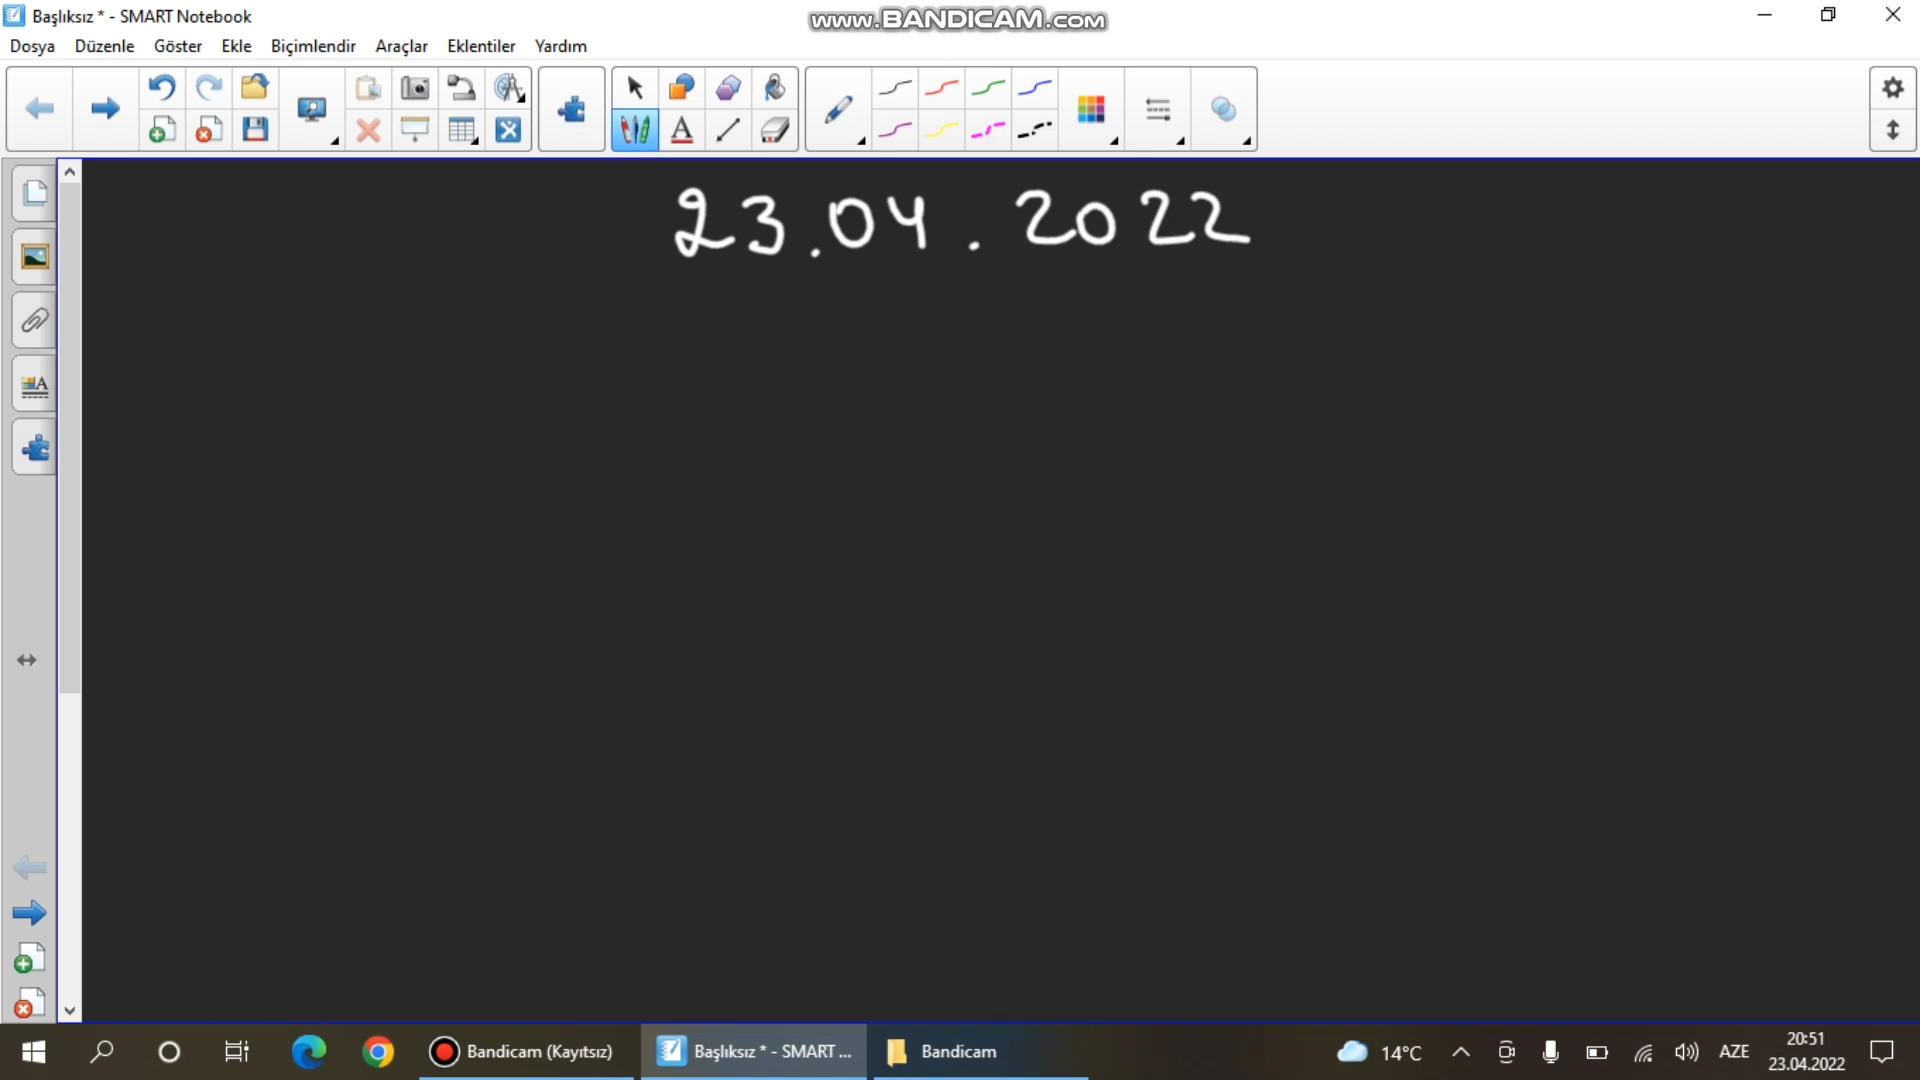 Başlıksız * - SMART Notebook
www.BANDICAM.com
Dosya Düzenle Göster Ekle Biçimlendir Araçlar Eklentiler Yardım
23.04.2022
Bandicam (Kayıtsız)
Başlıksız * - SMART ...
Bandicam
14°C
AZE
20:51
23.04.2022